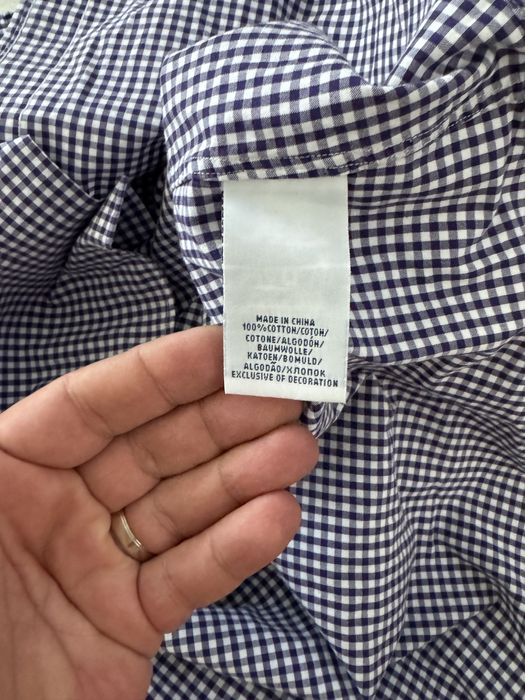 MADE IN CHINA
100%COTTON/COTON/
COTONE/ALGODÓN/
BAUMWOLLE/
KATOEN/BOMULD/
ALGODÃO/ХЛОПОК
EXCLUSIVE OF DECORATION